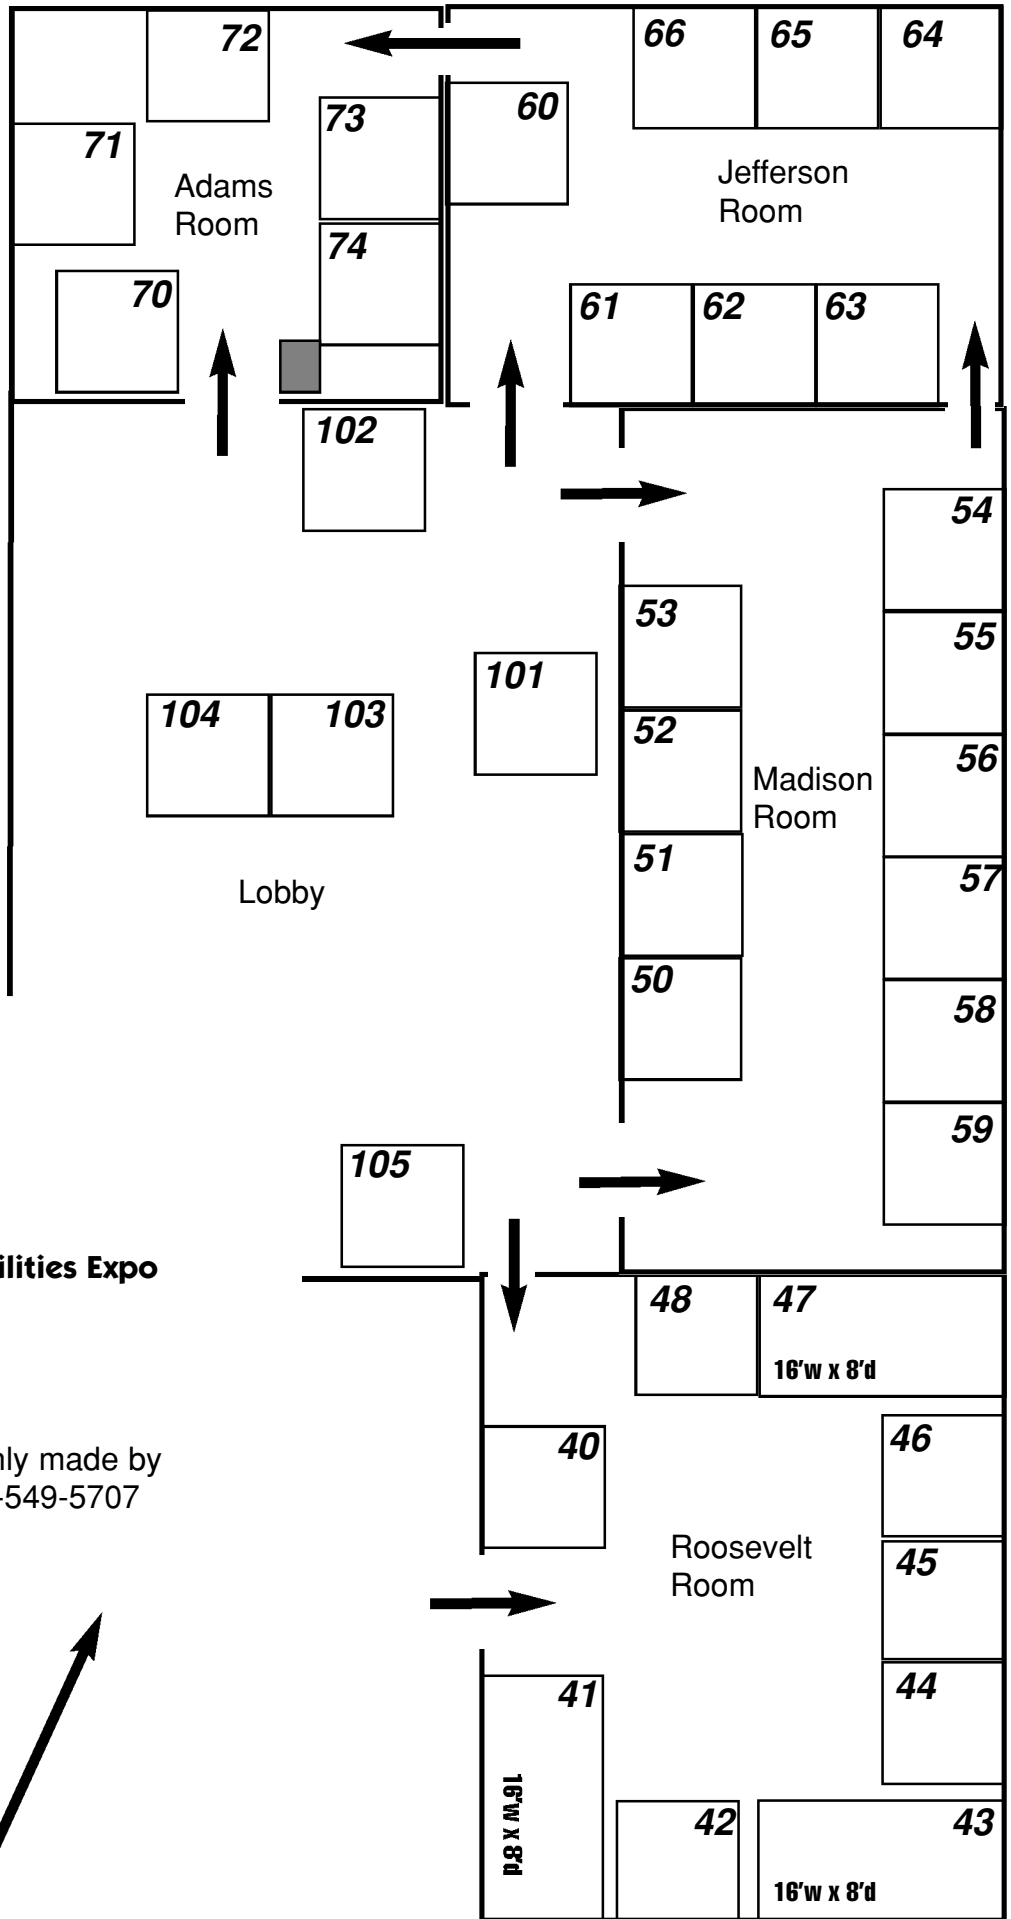 72
66
65
64
73
60
71
Adams
Room
Jefferson
Room
74
70
61
62
63
102
54
53
55
101
104
103
52
56
Madison
Room
51
57
Lobby
50
58
59
105
ilities Expo
48
47
16'w x 8'd
40
46
nly made by
-549-5707
Roosevelt
Room
45
44
41
16'w x 8'd
42
43
16'w x 8'd